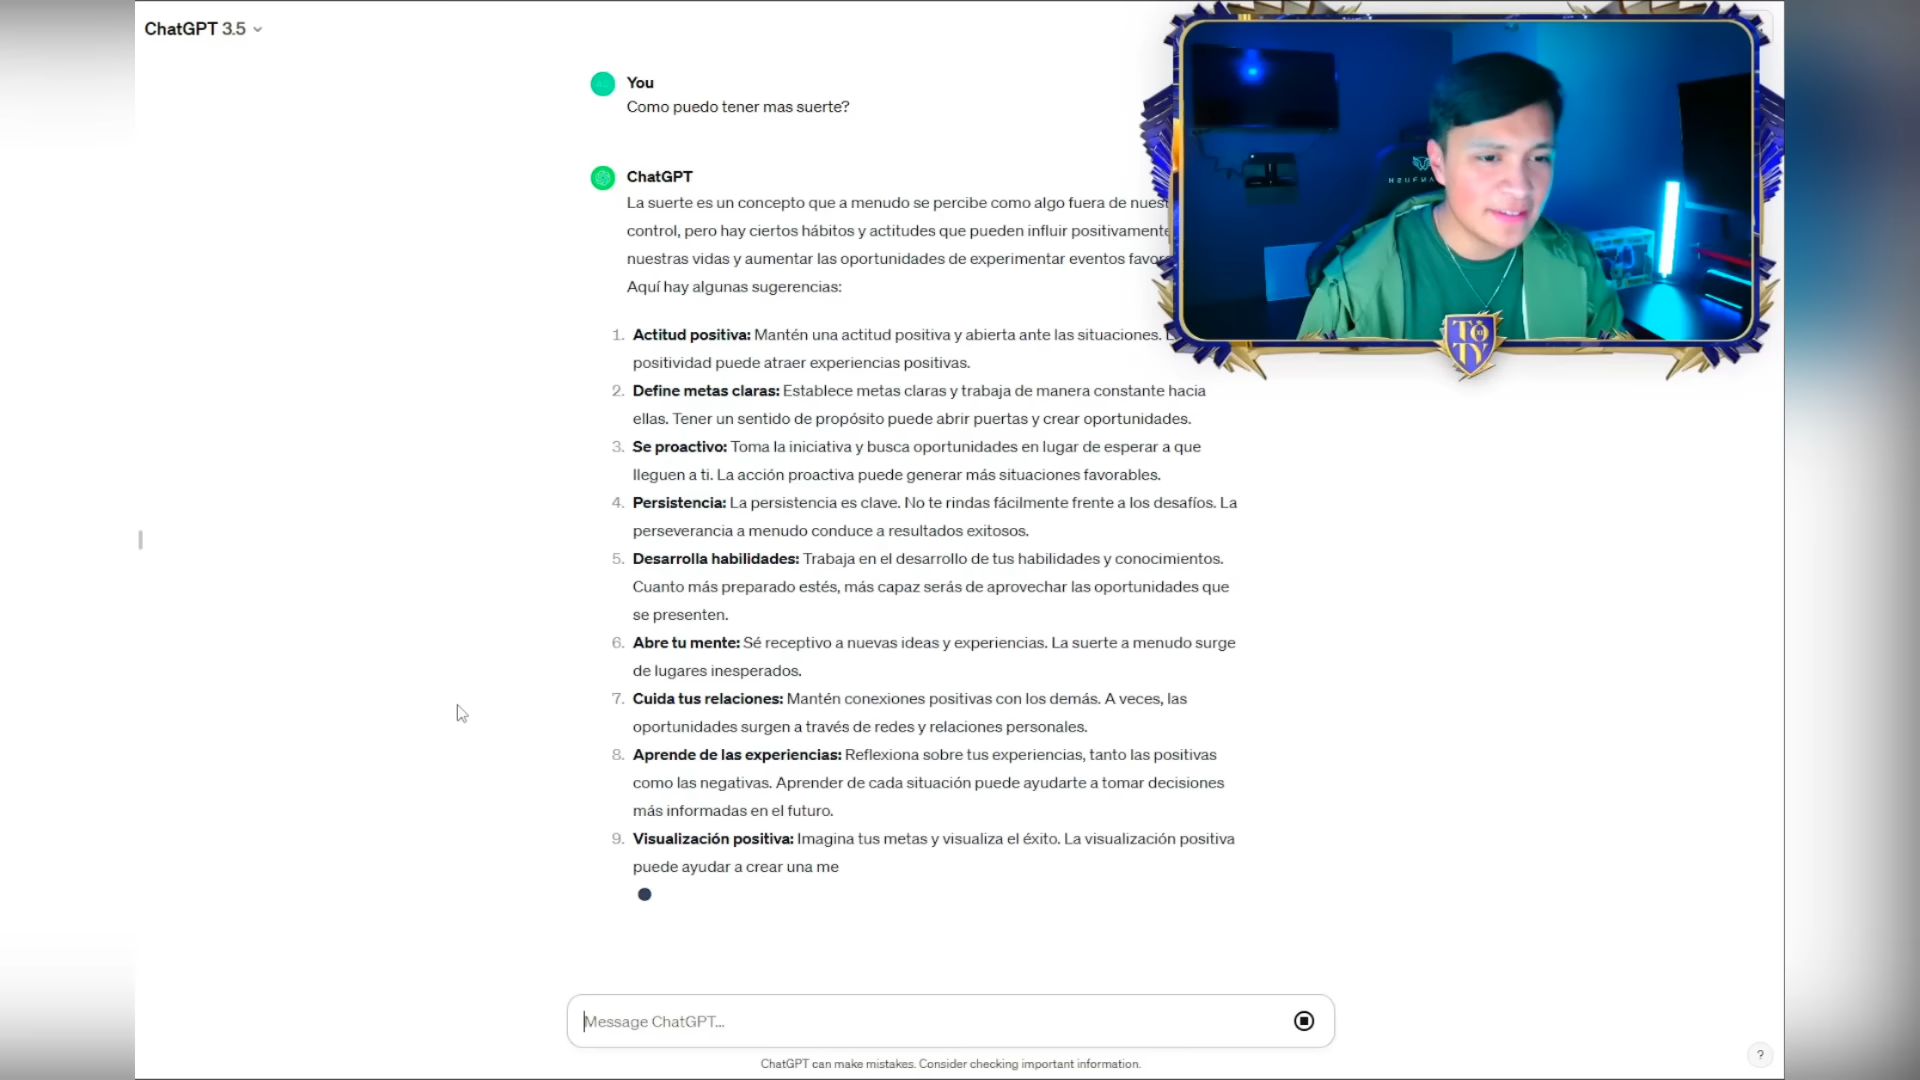 ChatGPT 3.5
You
Como puedo tener mas suerte?
ChatGPT
La suerte es un concepto que a menudo se percibe como algo fuera de
control, pero hay ciertos hábitos y actitudes que pueden influir positivamente
nuestras vidas y aumentar las oportunidades de experimentar eventos
Aquí hay algunas sugerencias:
1. Actitud positiva: Mantén una actitud positiva y abierta ante las situaciones.
positividad puede atraer experiencias positivas.
2. Define metas claras: Establece metas claras y trabaja de manera constante hacia
ellas. Tener un sentido de propósito puede abrir puertas y crear oportunidades.
3. Se proactivo: Toma la iniciativa y busca oportunidades en lugar de esperar a que
lleguen a ti. La acción proactiva puede generar más situaciones favorables.
4. Persistencia: La persistencia es clave. No te rindas fácilmente frente a los desafíos. La
perseverancia a menudo conduce a resultados exitosos.
5. Desarrolla habilidades: Trabaja en el desarrollo de tus habilidades y conocimientos.
Cuanto más preparado estés, más capaz serás de aprovechar las oportunidades que
se presenten.
6. Abre tu mente: Sé receptivo a nuevas ideas y experiencias. La suerte a menudo surge
de lugares inesperados.
7. Cuida tus relaciones: Mantén conexiones positivas con los demás. A veces, las
oportunidades surgen a través de redes y relaciones personales.
8. Aprende de las experiencias: Reflexiona sobre tus experiencias, tanto las positivas
como las negativas. Aprender de cada situación puede ayudarte a tomar decisiones
más informadas en el futuro.
9. Visualización positiva: Imagina tus metas y visualiza el éxito. La visualización positiva
puede ayudar a crear una me
Message ChatGPT...
ChatGPT can make mistakes. Consider checking important information.
?
TO
TY